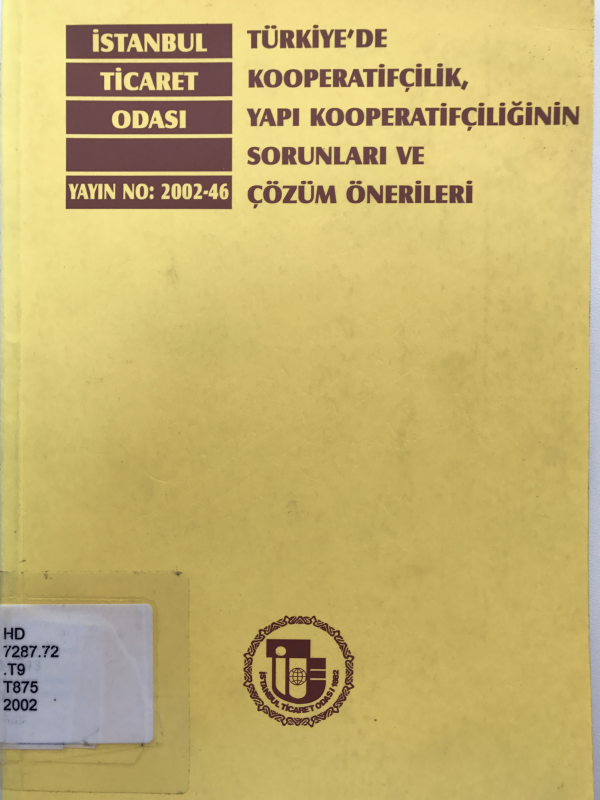 İSTANBUL
TİCARET
ODASI
YAYIN NO: 2002-46
TÜRKİYE'DE
KOOPERATİFÇİLİK,
YAPI KOOPERATİFÇİLİĞİNİN
SORUNLARI VE
ÇÖZÜM ÖNERİLERİ
HD
7287.72
.T9
T875
2002
İSTANBUL TİCARET ODASI 1882